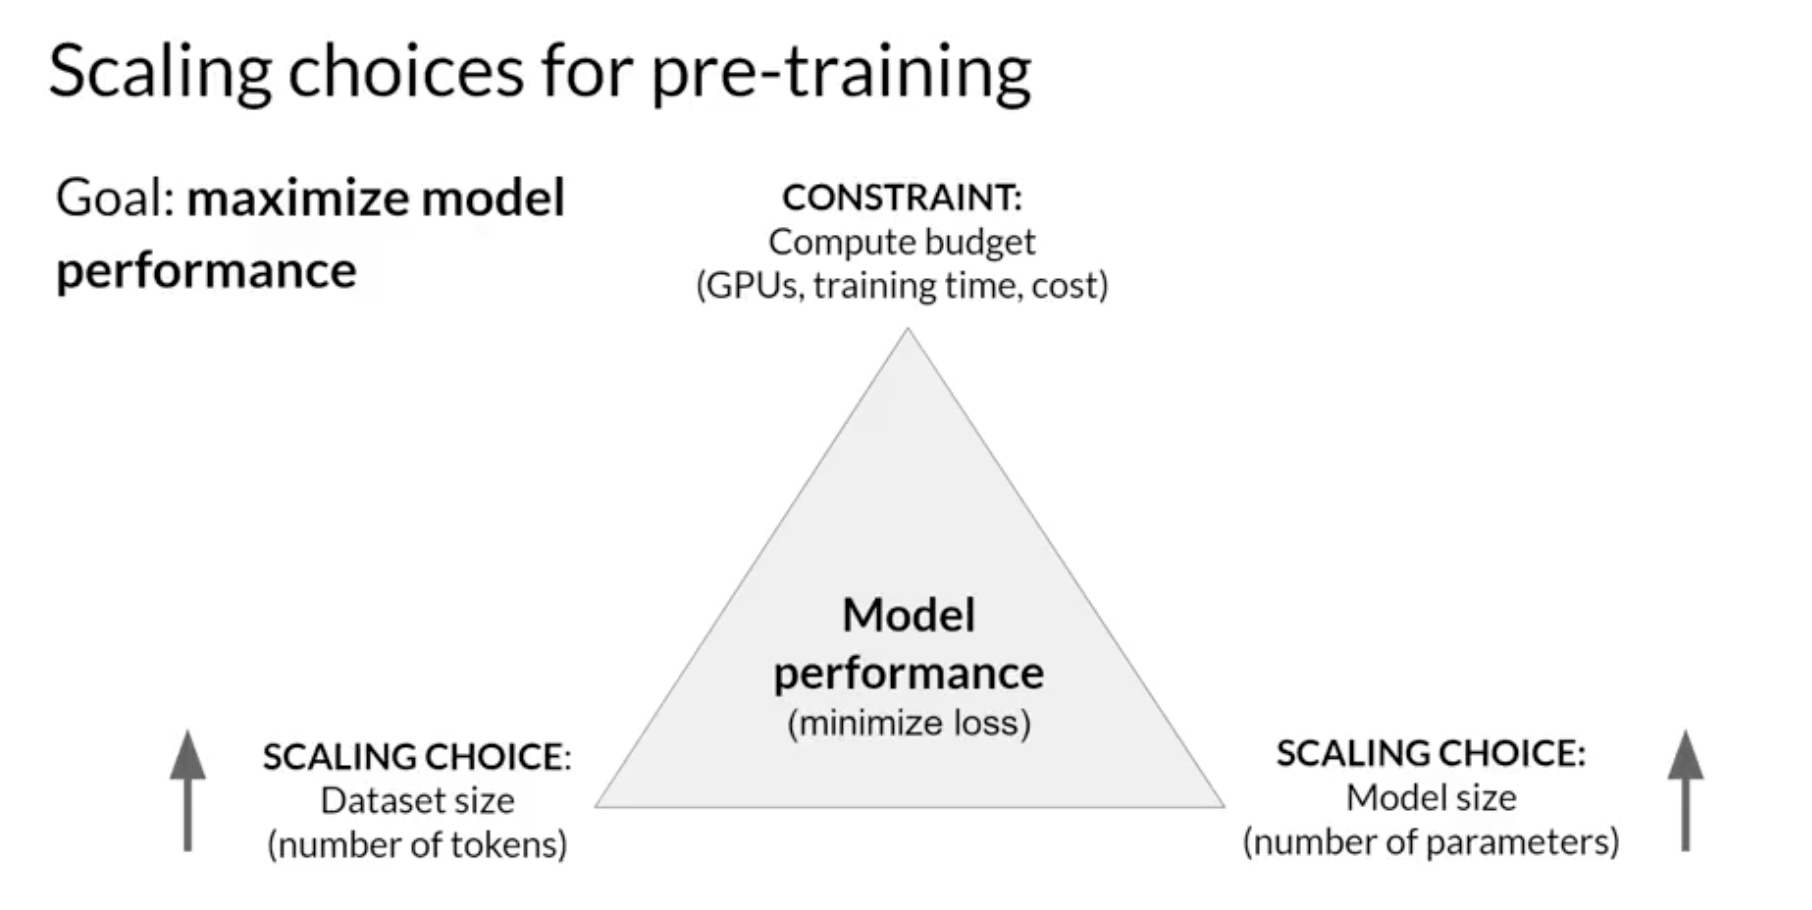 Scaling choices for pre-training
Goal: maximize model
performance
CONSTRAINT:
Compute budget
(GPUs, training time, cost)
Model
performance
(minimize loss)
SCALING CHOICE:
Dataset size
(number of tokens)
SCALING CHOICE:
Model size
(number of parameters)